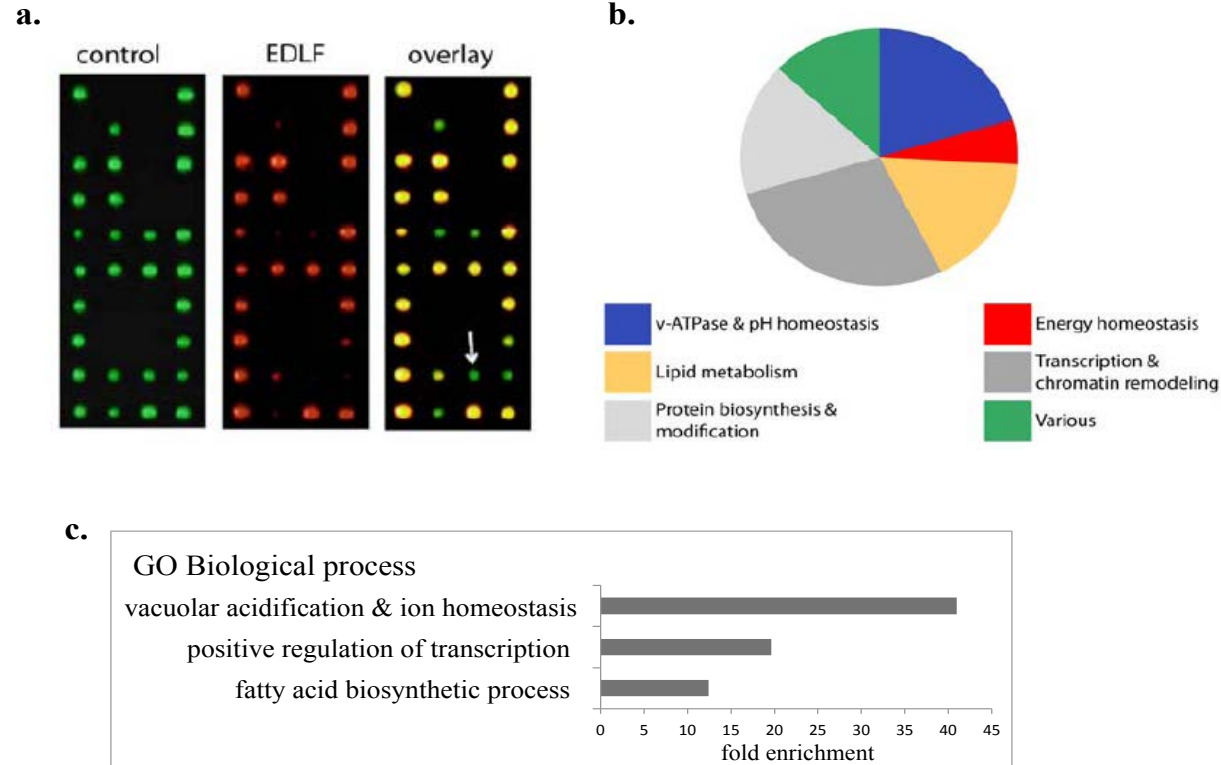 a.
control
EDLF
overlay
b.
v-ATPase & pH homeostasis
Energy homeostasis
Lipid metabolism
Transcription &
chromatin remodeling
Protein biosynthesis &
modification
Various
c.
GO Biological process
vacuolar acidification & ion homeostasis
positive regulation of transcription
fatty acid biosynthetic process
0 5 10 15 20 25 30 35 40 45
fold enrichment